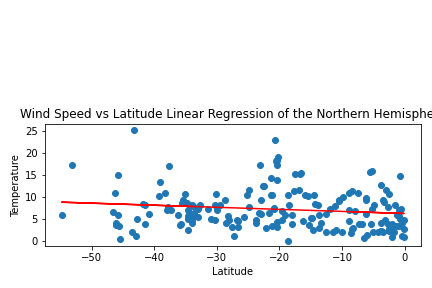 Wind Speed vs Latitude Linear Regression of the Northern Hemisphe
25
20
15
10
5
0
Temperature
−50 −40 −30 −20 −10 0
Latitude